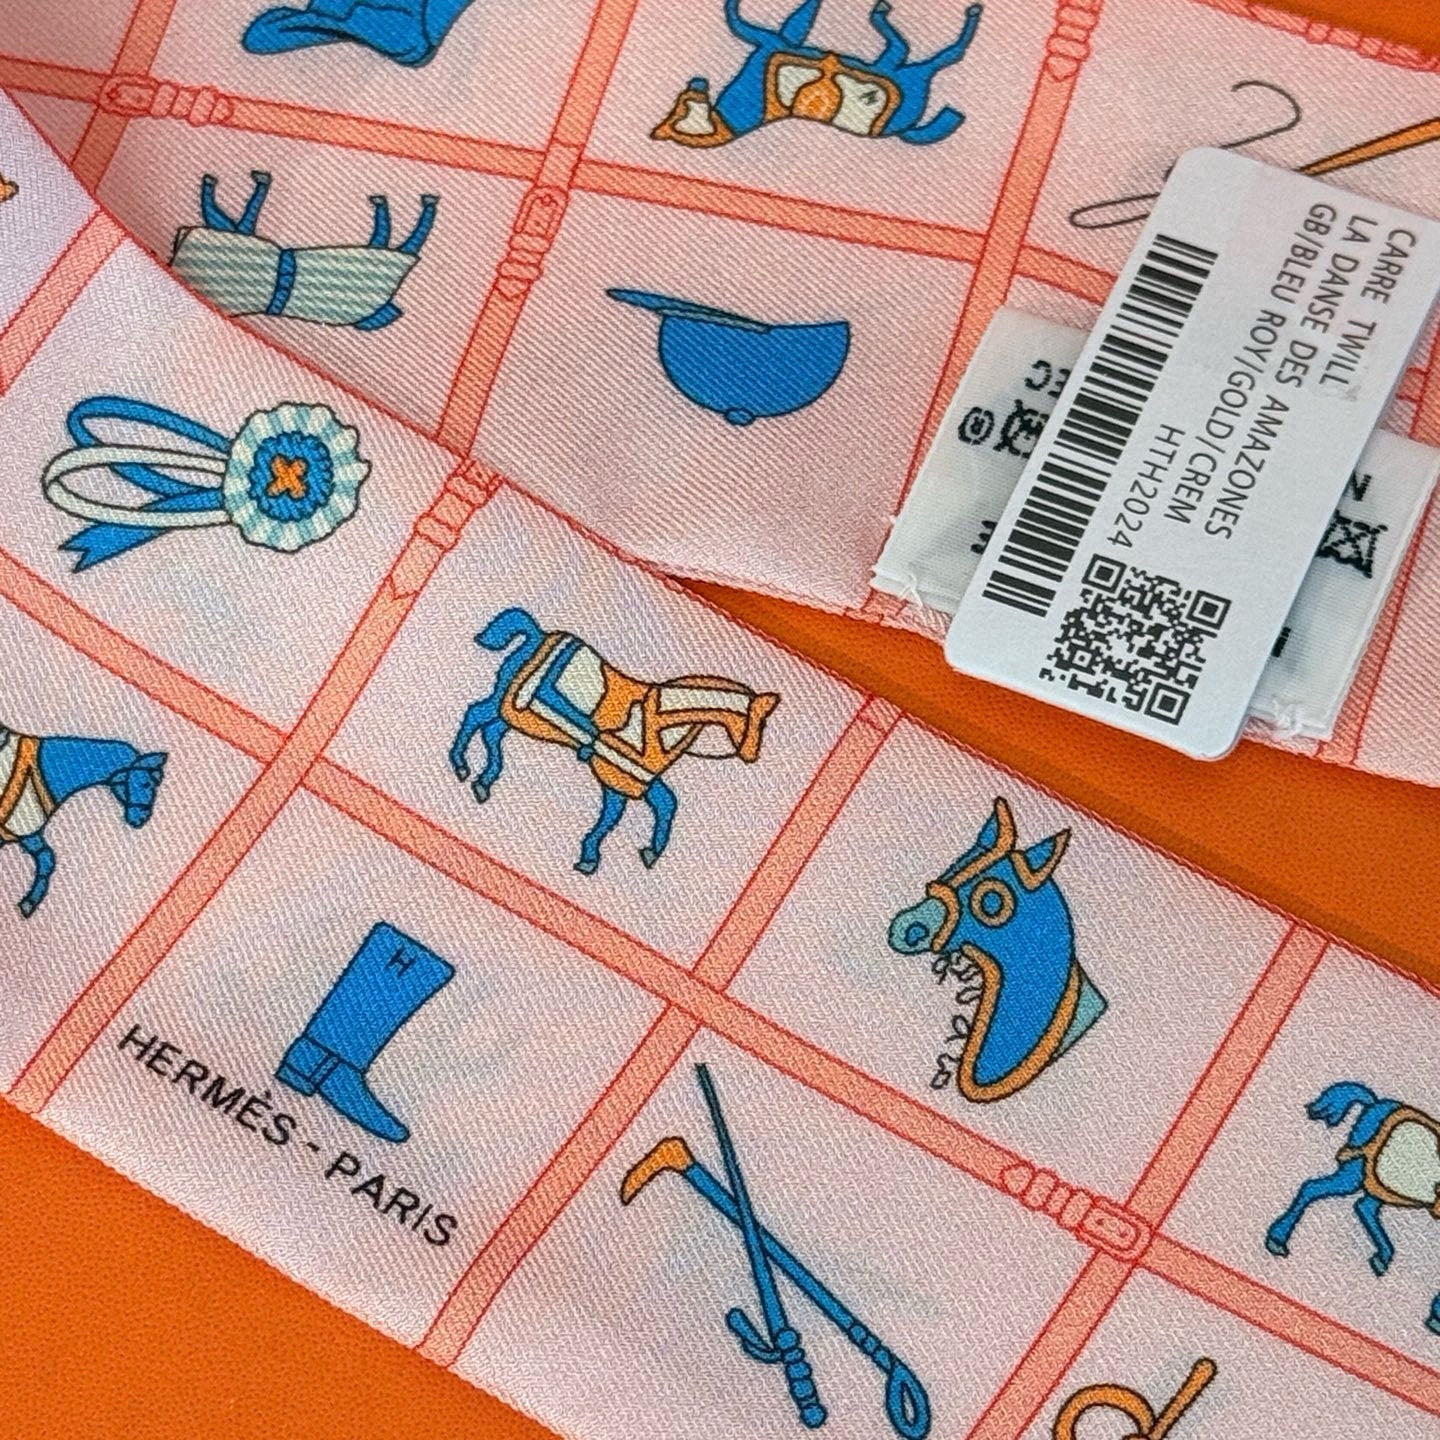 CARRE TWILL
LA DANSE DES AMAZONES
GB/BLEU ROY/GOLD/CREM
HTH2024
H
HERMÈS - PARIS